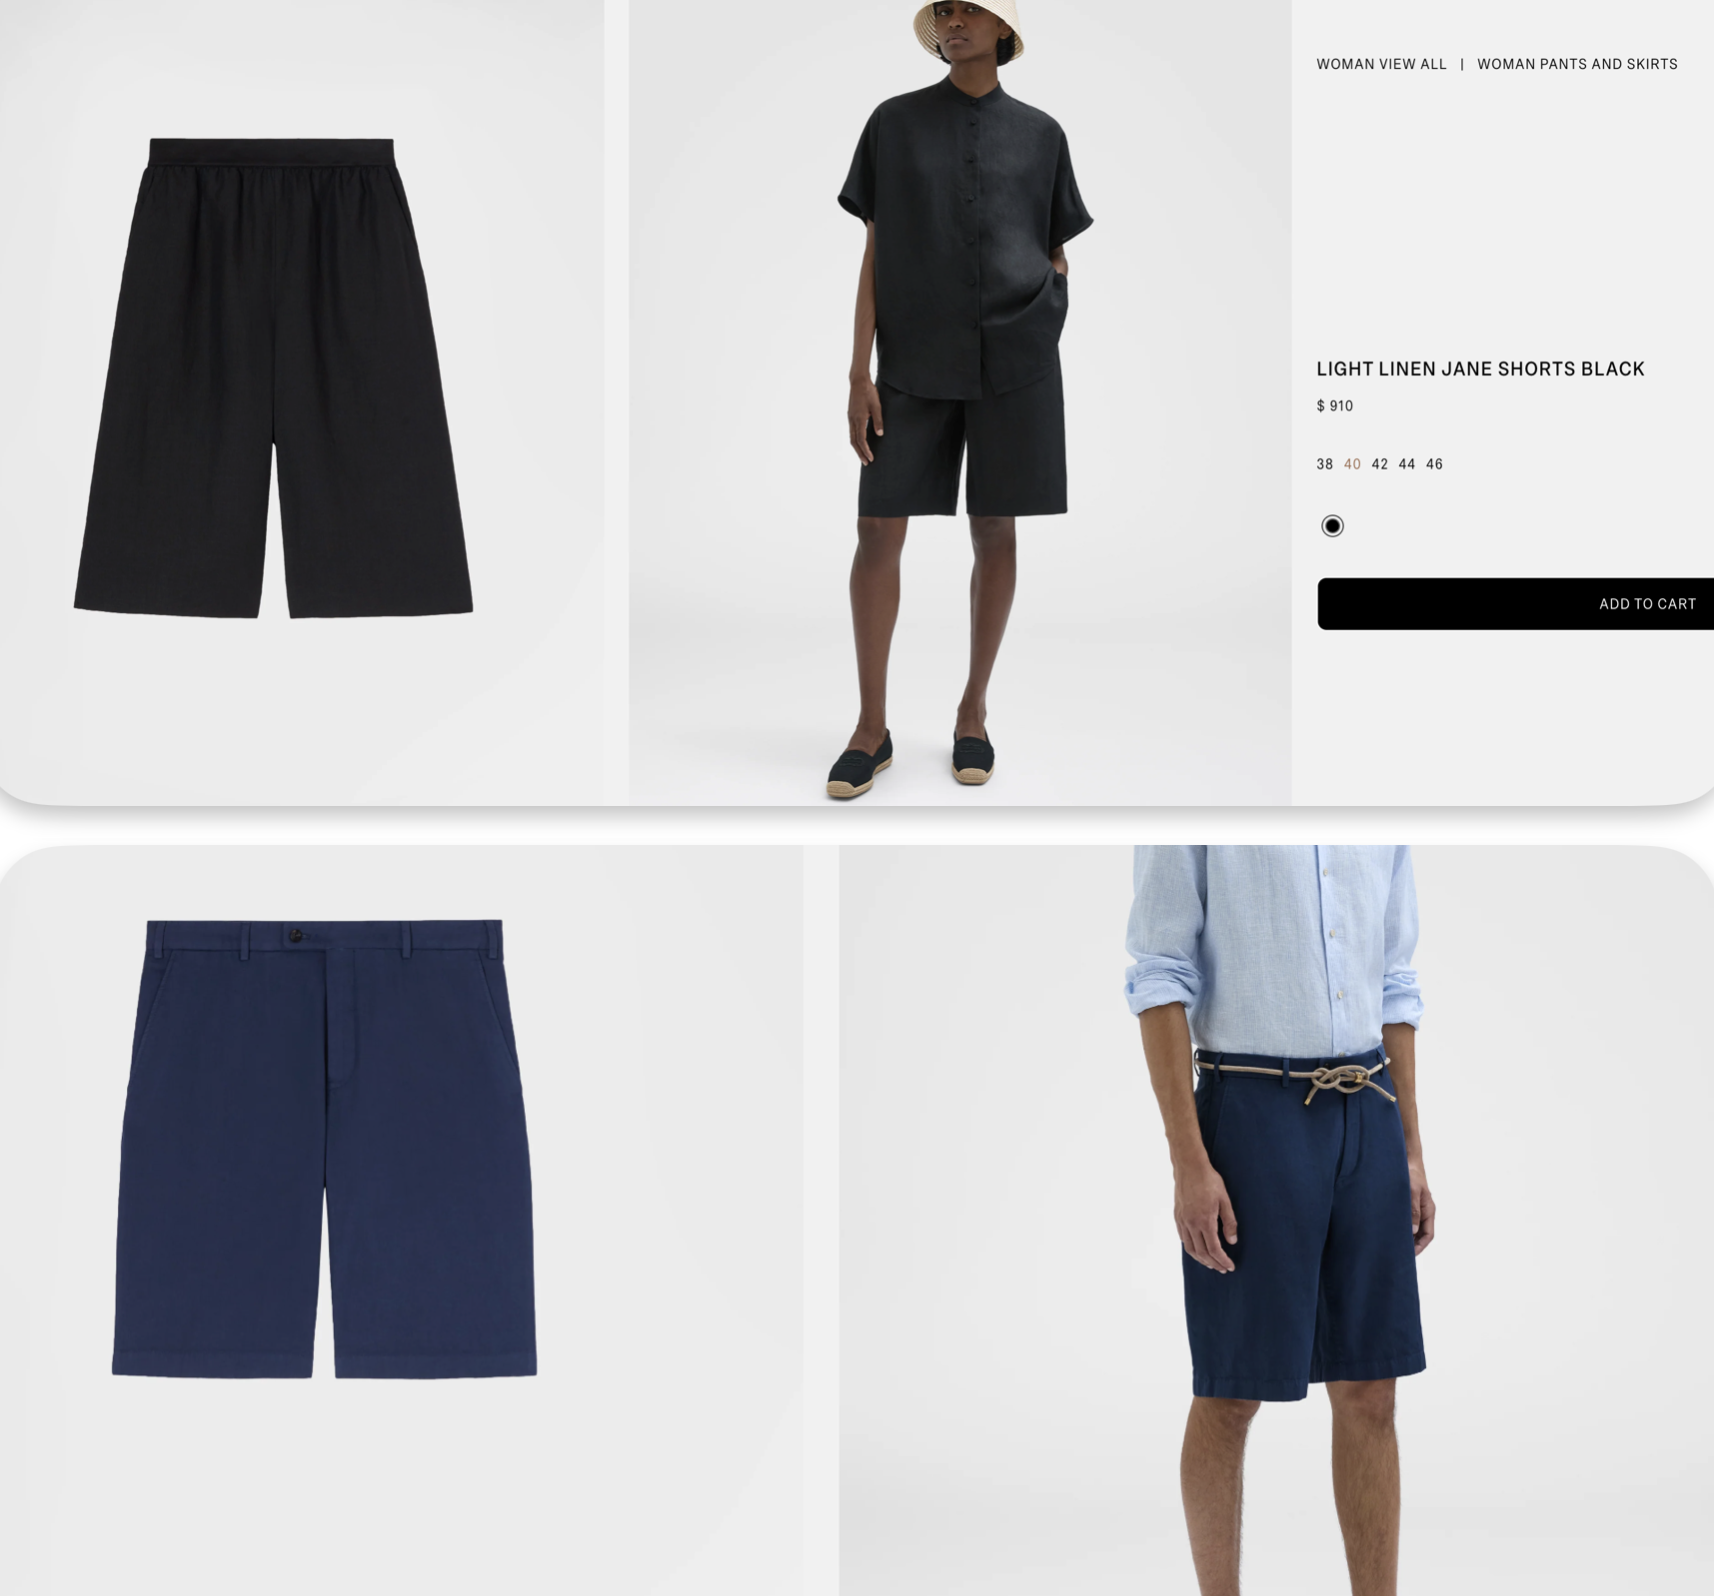 WOMAN VIEW ALL | WOMAN PANTS AND SKIRTS
LIGHT LINEN JANE SHORTS BLACK
$ 910
38 40 42 44 46
ADD TO CART